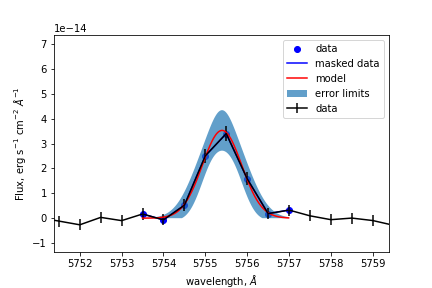 1e−14
data
masked data
model
error limits
data
7
6
5
4
3
2
1
0
−1
Flux, erg s⁻¹ cm⁻² Å⁻¹
5752 5753 5754 5755 5756 5757 5758 5759
wavelength, Å